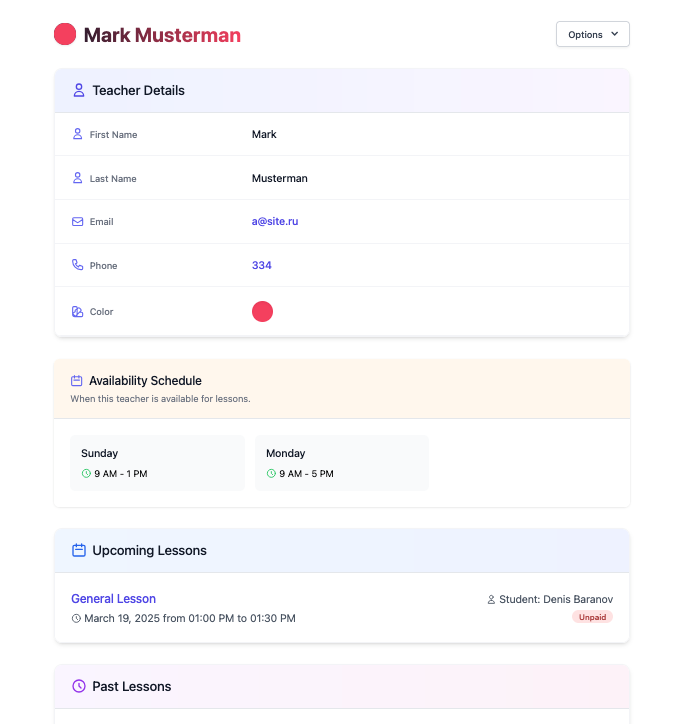 Mark Musterman
Options
Teacher Details
First Name Mark
Last Name Musterman
Email a@site.ru
Phone 334
Color
Availability Schedule
When this teacher is available for lessons.
Sunday
9 AM - 1 PM
Monday
9 AM - 5 PM
Upcoming Lessons
General Lesson
March 19, 2025 from 01:00 PM to 01:30 PM
Student: Denis Baranov
Unpaid
Past Lessons